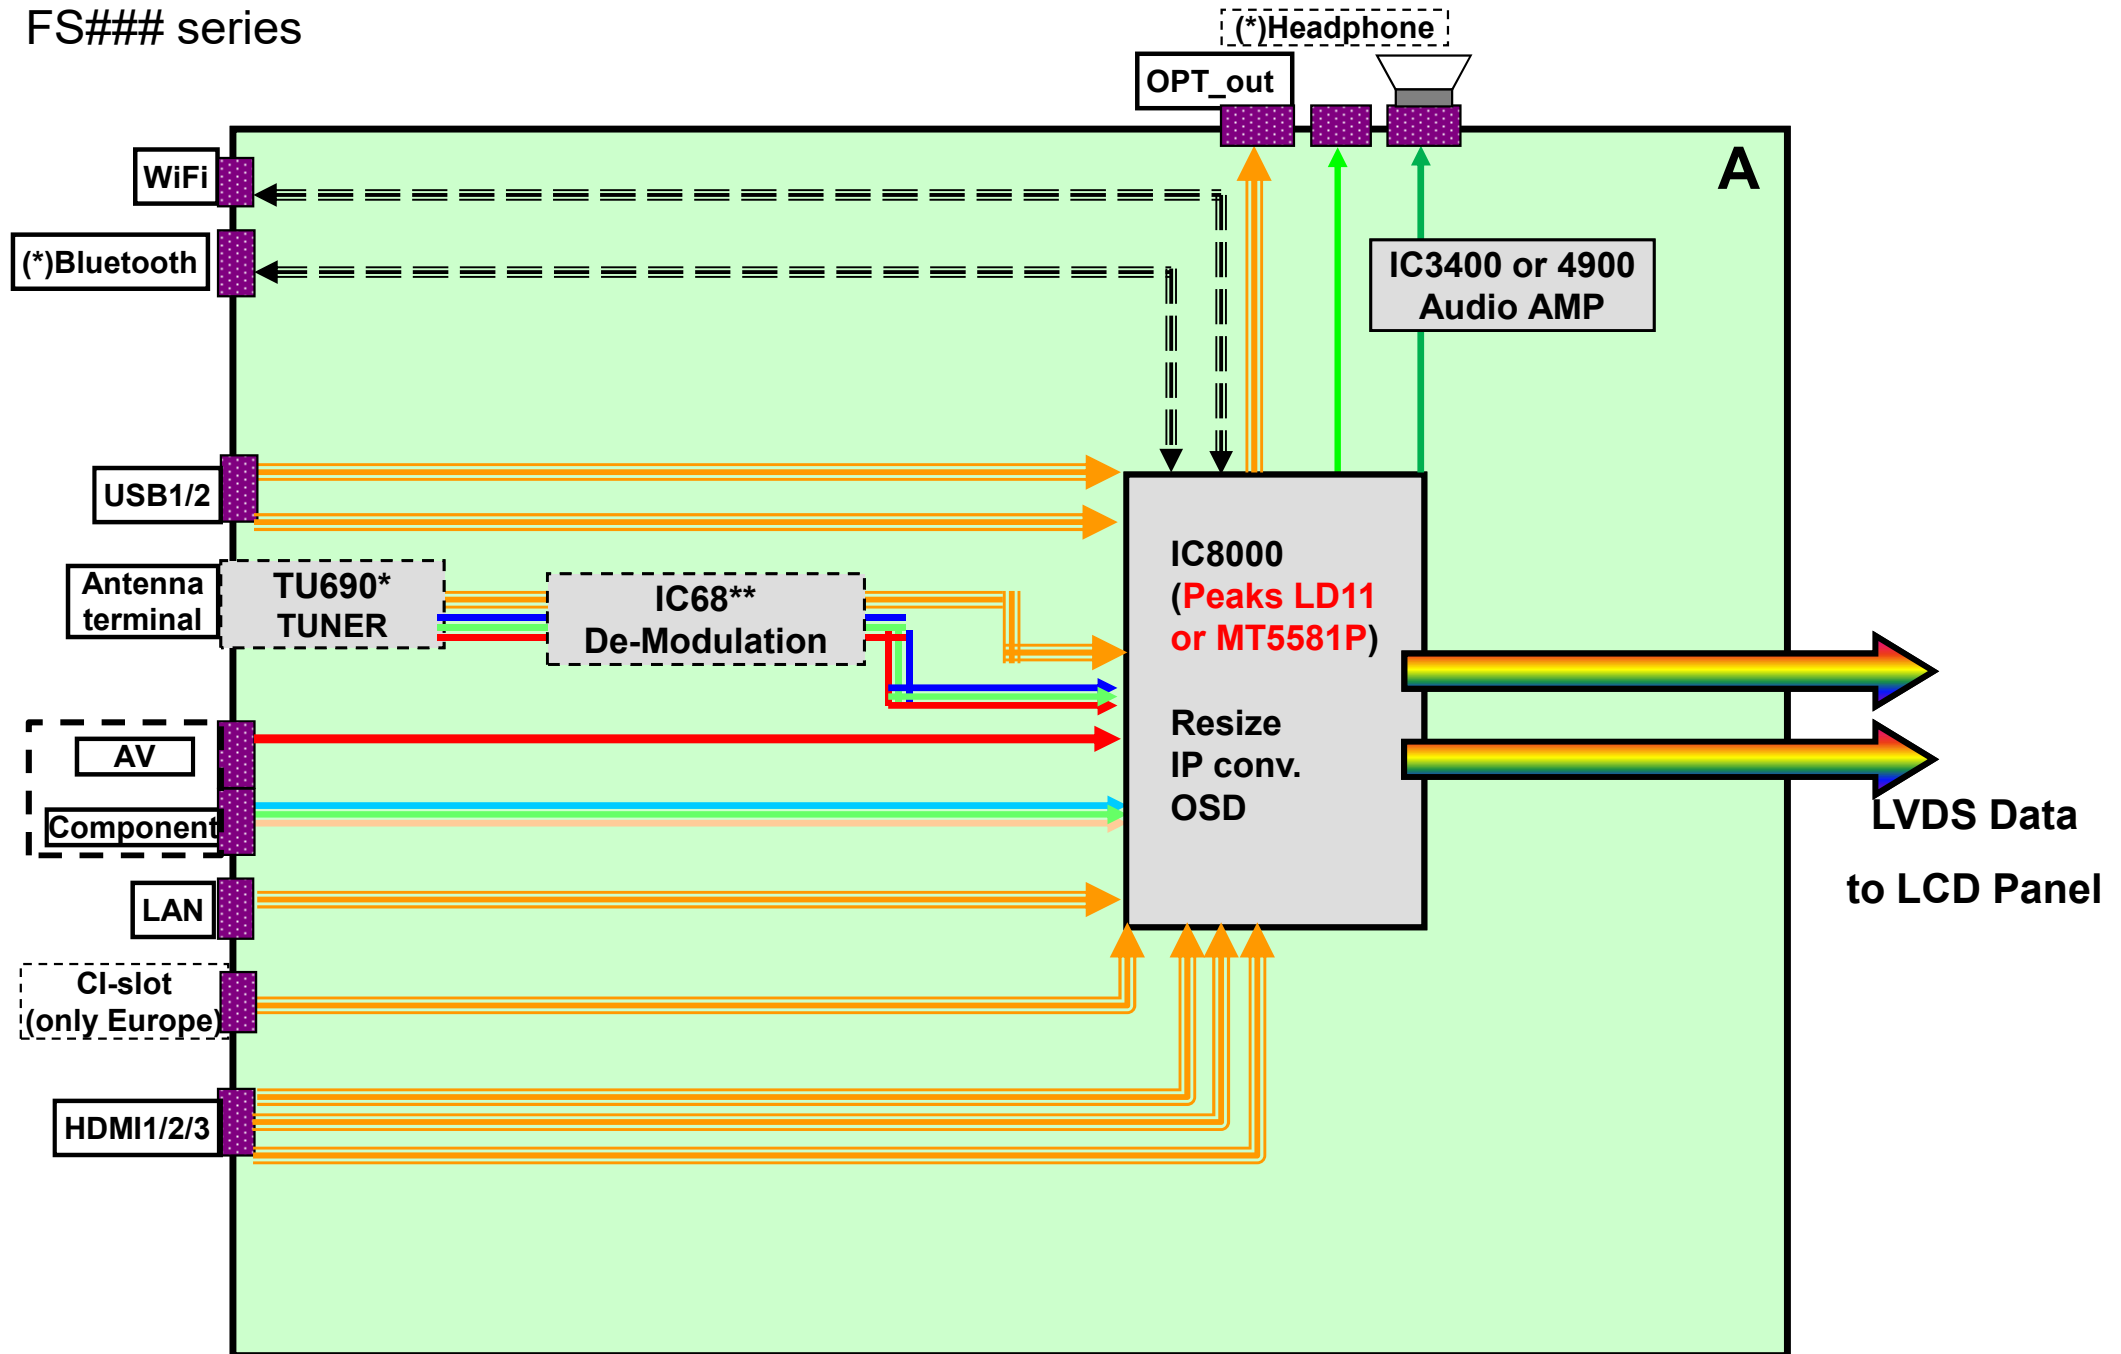 FS### series
(*)Headphone
OPT_out
A
WiFi
(*)Bluetooth
IC3400 or 4900
Audio AMP
USB1/2
Antenna
terminal
TU690*
TUNER
IC68**
De-Modulation
IC8000
(Peaks LD11
or MT5581P)
Resize
IP conv.
OSD
AV
Component
LVDS Data
to LCD Panel
LAN
CI-slot
(only Europe)
HDMI1/2/3